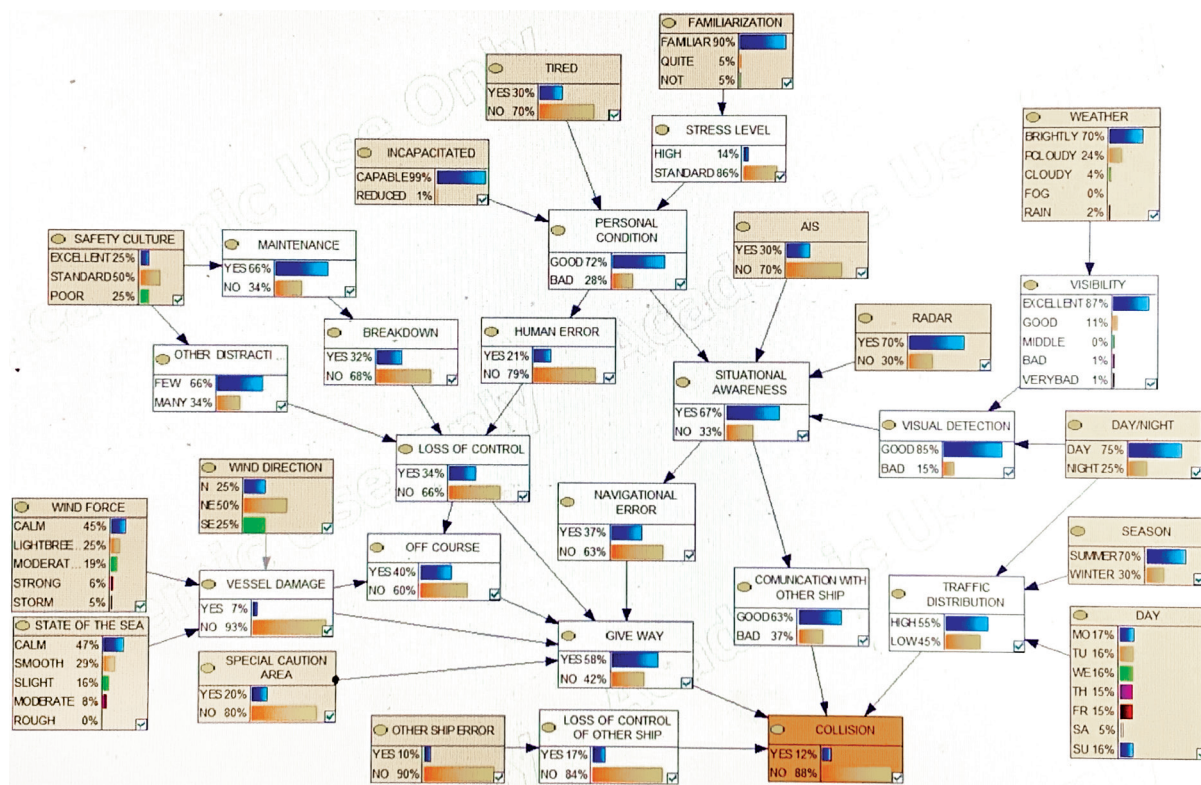 FAMILIARIZATION
FAMILIAR 90%
QUITE 5%
NOT 5%
TIRED
YES 30%
NO 70%
STRESS LEVEL
HIGH 14%
STANDARD 86%
WEATHER
BRIGHTLY 70%
PCLOUDY 24%
CLOUDY 4%
FOG 0%
RAIN 2%
INCAPACITATED
CAPABLE 99%
REDUCED 1%
PERSONAL
CONDITION
GOOD 72%
BAD 28%
AIS
YES 30%
NO 70%
SAFETY CULTURE
EXCELLENT 25%
STANDARD 50%
POOR 25%
MAINTENANCE
YES 66%
NO 34%
VISIBILITY
EXCELLENT 87%
GOOD 11%
MIDDLE 0%
BAD 1%
VERYBAD 1%
BREAKDOWN
YES 32%
NO 68%
HUMAN ERROR
YES 21%
NO 79%
RADAR
YES 70%
NO 30%
OTHER DISTRACTI ...
FEW 66%
MANY 34%
SITUATIONAL
AWARENESS
YES 67%
NO 33%
VISUAL DETECTION
GOOD 85%
BAD 15%
DAY/NIGHT
DAY 75%
NIGHT 25%
LOSS OF CONTROL
YES 34%
NO 66%
WIND DIRECTION
N 25%
NE 50%
SE 25%
NAVIGATIONAL
ERROR
YES 37%
NO 63%
WIND FORCE
CALM 45%
LIGHTBREE... 25%
MODERAT... 19%
STRONG 6%
STORM 5%
OFF COURSE
YES 40%
NO 60%
SEASON
SUMMER 70%
WINTER 30%
VESSEL DAMAGE
YES 7%
NO 93%
COMUNICATION WITH
OTHER SHIP
GOOD 63%
BAD 37%
TRAFFIC
DISTRIBUTION
HIGH 55%
LOW 45%
STATE OF THE SEA
CALM 47%
SMOOTH 29%
SLIGHT 16%
MODERATE 8%
ROUGH 0%
GIVE WAY
YES 58%
NO 42%
DAY
MO 17%
TU 16%
WE 16%
TH 15%
FR 15%
SA 5%
SU 16%
SPECIAL CAUTION
AREA
YES 20%
NO 80%
OTHER SHIP ERROR
YES 10%
NO 90%
LOSS OF CONTROL
OF OTHER SHIP
YES 17%
NO 84%
COLLISION
YES 12%
NO 88%